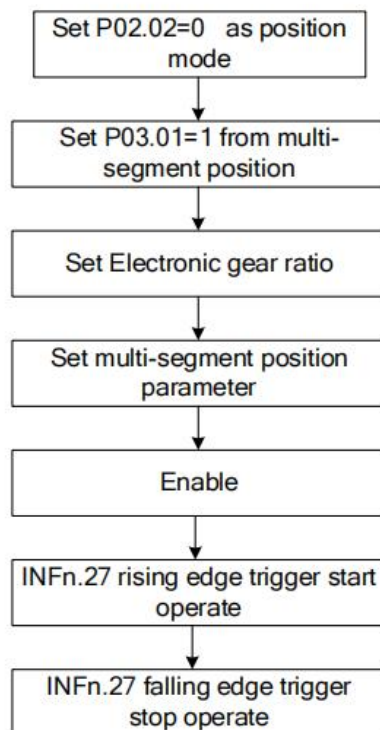 Set P02.02=0 as position
mode
Set P03.01=1 from multi-
segment position
Set Electronic gear ratio
Set multi-segment position
parameter
Enable
INFn.27 rising edge trigger start
operate
INFn.27 falling edge trigger
stop operate